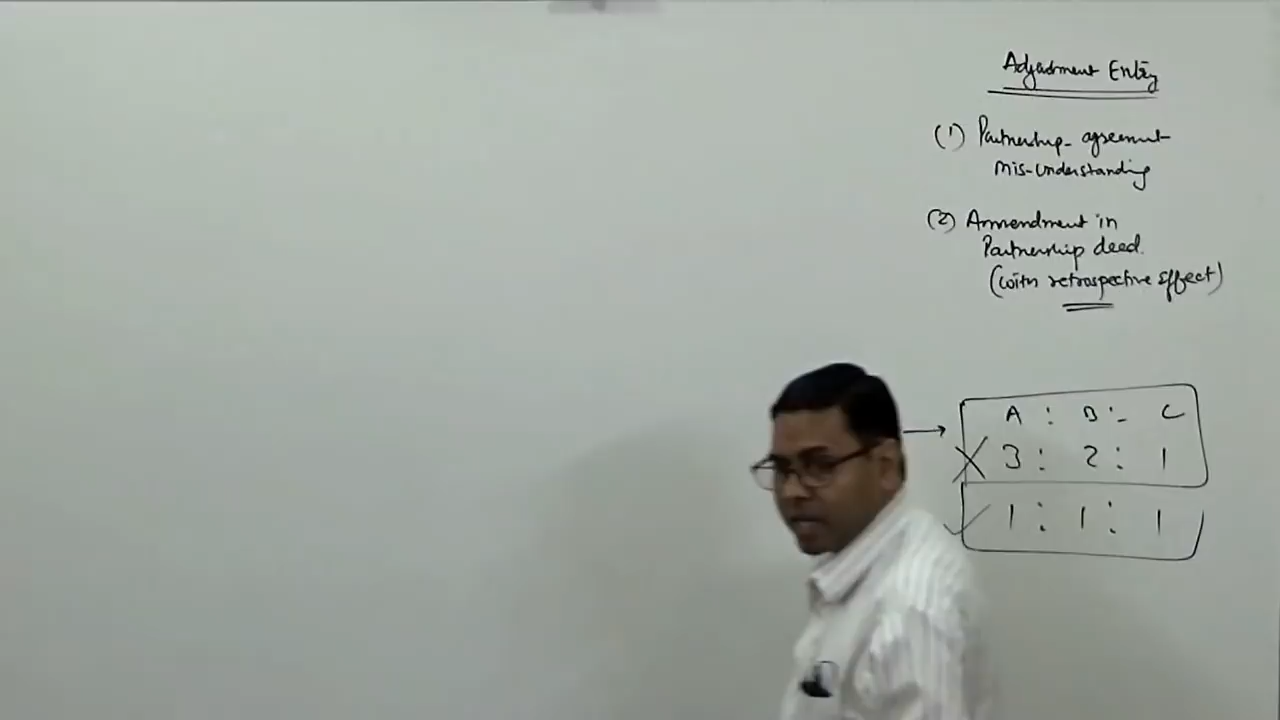 Adjustment Entry
(1) Partnership - agreement
Mis-understanding
(2) Ammendment in
Partnership deed.
(with retrospective effect)
→ A : B :- C
X 3 : 2 : 1
✓ 1 : 1 : 1